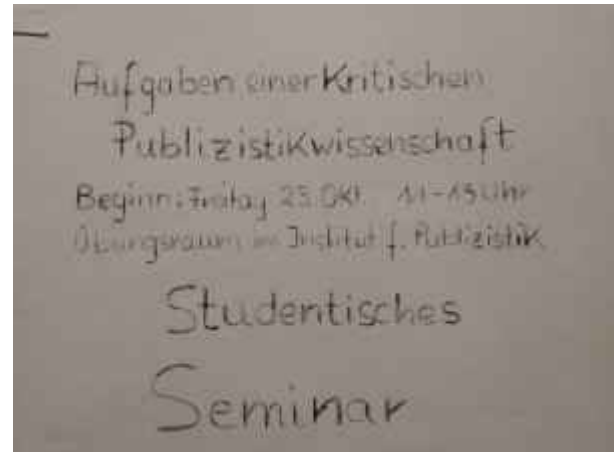 Aufgaben einer Kritischen
Publizistikwissenschaft
Beginn: Freitag 25. Okt. 11-13 Uhr
Übungsraum im Institut f. Publizistik
Studentisches
Seminar